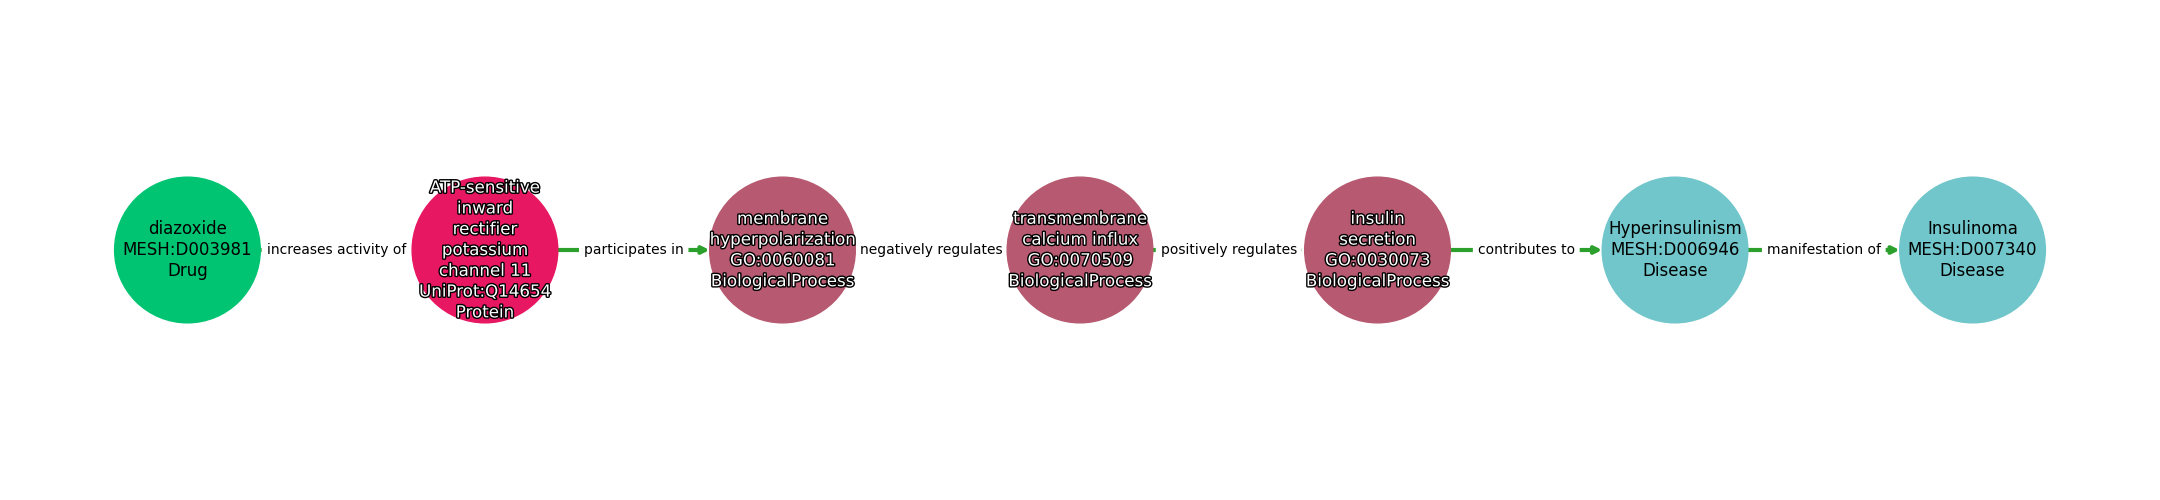 diazoxide
MESH:D003981
Drug
increases activity of
ATP-sensitive
inward
rectifier
potassium
channel 11
UniProt:Q14654
Protein
participates in
membrane
hyperpolarization
GO:0060081
BiologicalProcess
negatively regulates
transmembrane
calcium influx
GO:0070509
BiologicalProcess
positively regulates
insulin
secretion
GO:0030073
BiologicalProcess
contributes to
Hyperinsulinism
MESH:D006946
Disease
manifestation of
Insulinoma
MESH:D007340
Disease